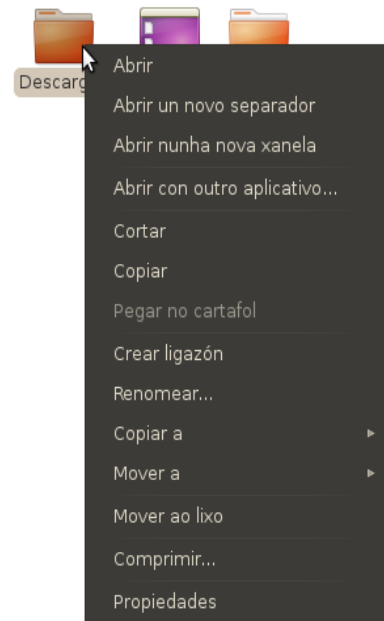 Descarg
Abrir
Abrir un novo separador
Abrir nunha nova xanela
Abrir con outro aplicativo...
Cortar
Copiar
Pegar no cartafol
Crear ligazón
Renomear...
Copiar a
Mover a
Mover ao lixo
Comprimir...
Propiedades